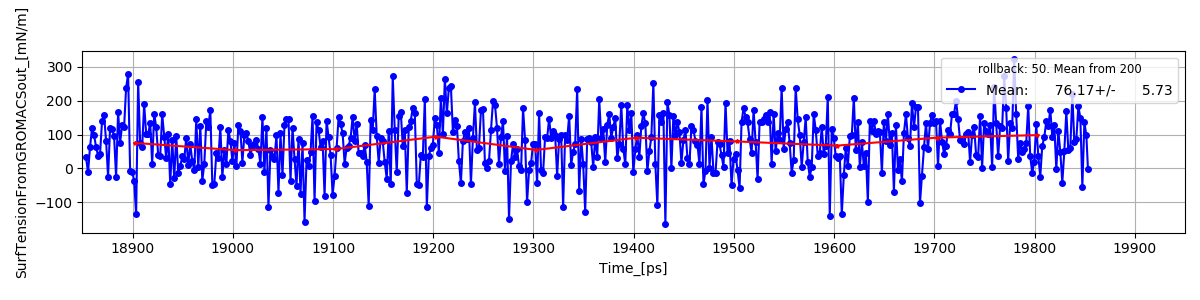 SurfTensionFromGROMACSout_[mN/m]
300
200
100
0
−100
rollback: 50. Mean from 200
Mean: 76.17+/- 5.73
18900 19000 19100 19200 19300 19400 19500 19600 19700 19800 19900
Time_[ps]